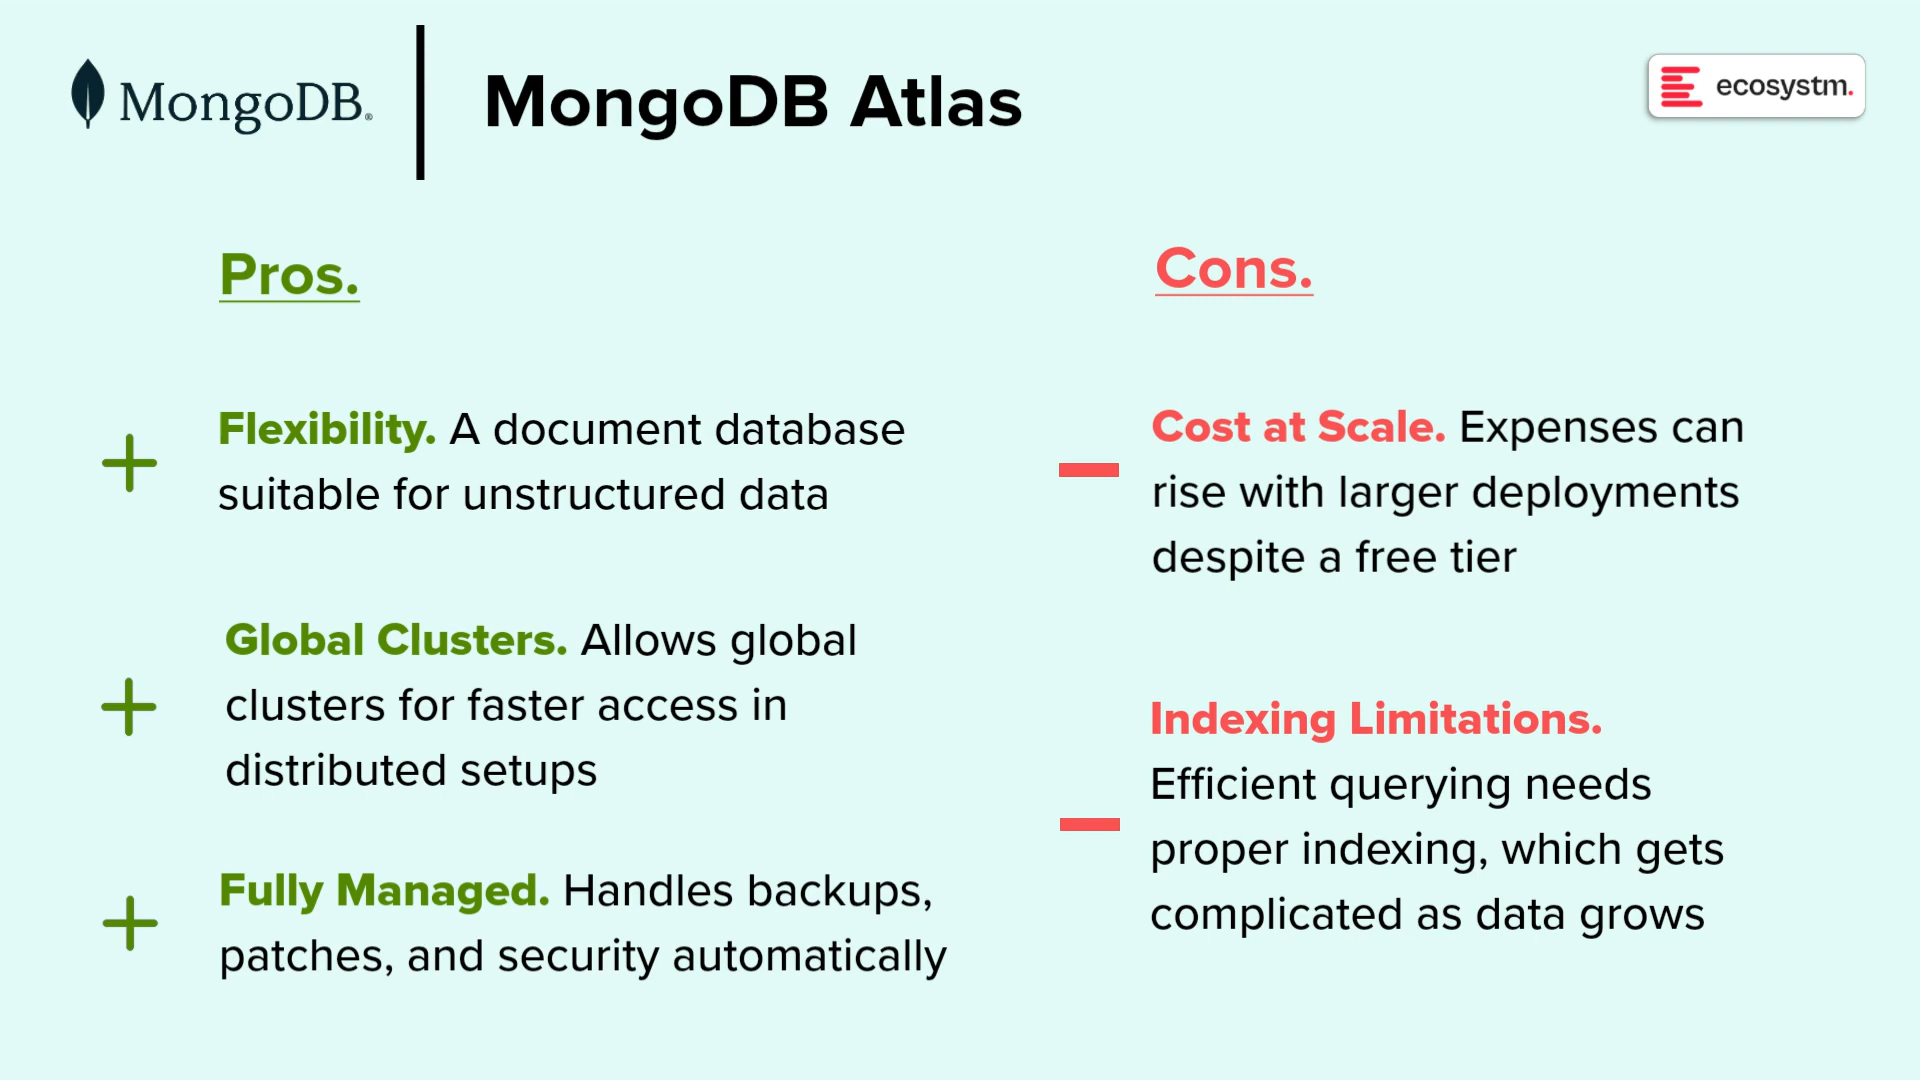 MongoDB®
MongoDB Atlas
ecosystm.
Pros.
Flexibility. A document database
suitable for unstructured data
Global Clusters. Allows global
clusters for faster access in
distributed setups
Fully Managed. Handles backups,
patches, and security automatically
Cons.
Cost at Scale. Expenses can
rise with larger deployments
despite a free tier
Indexing Limitations.
Efficient querying needs
proper indexing, which gets
complicated as data grows